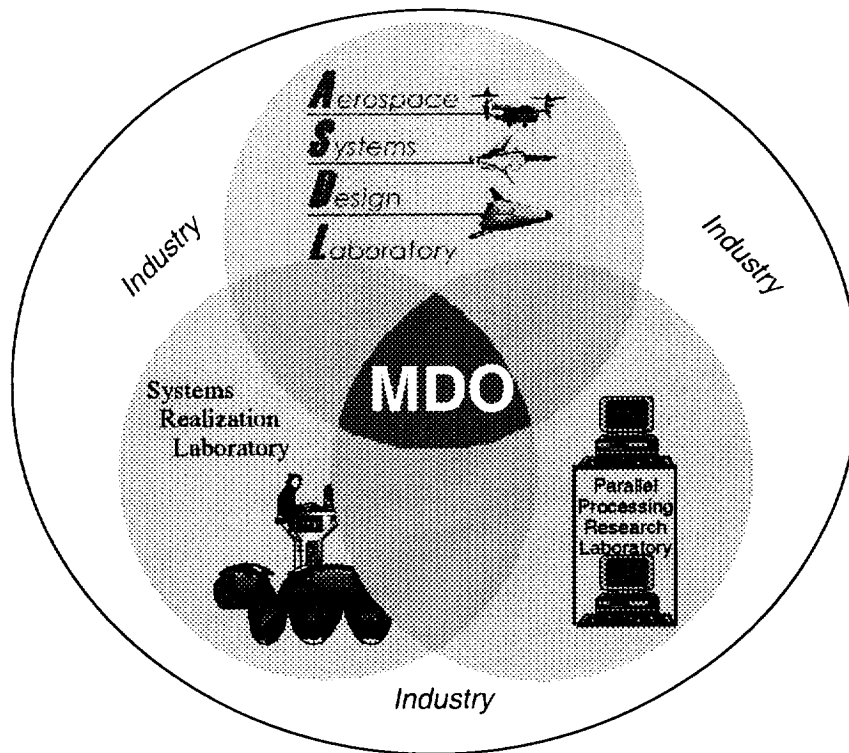 Aerospace
Systems
Design
Laboratory
Industry
Industry
MDO
Systems
Realization
Laboratory
Parallel
Processing
Research
Laboratory
Industry